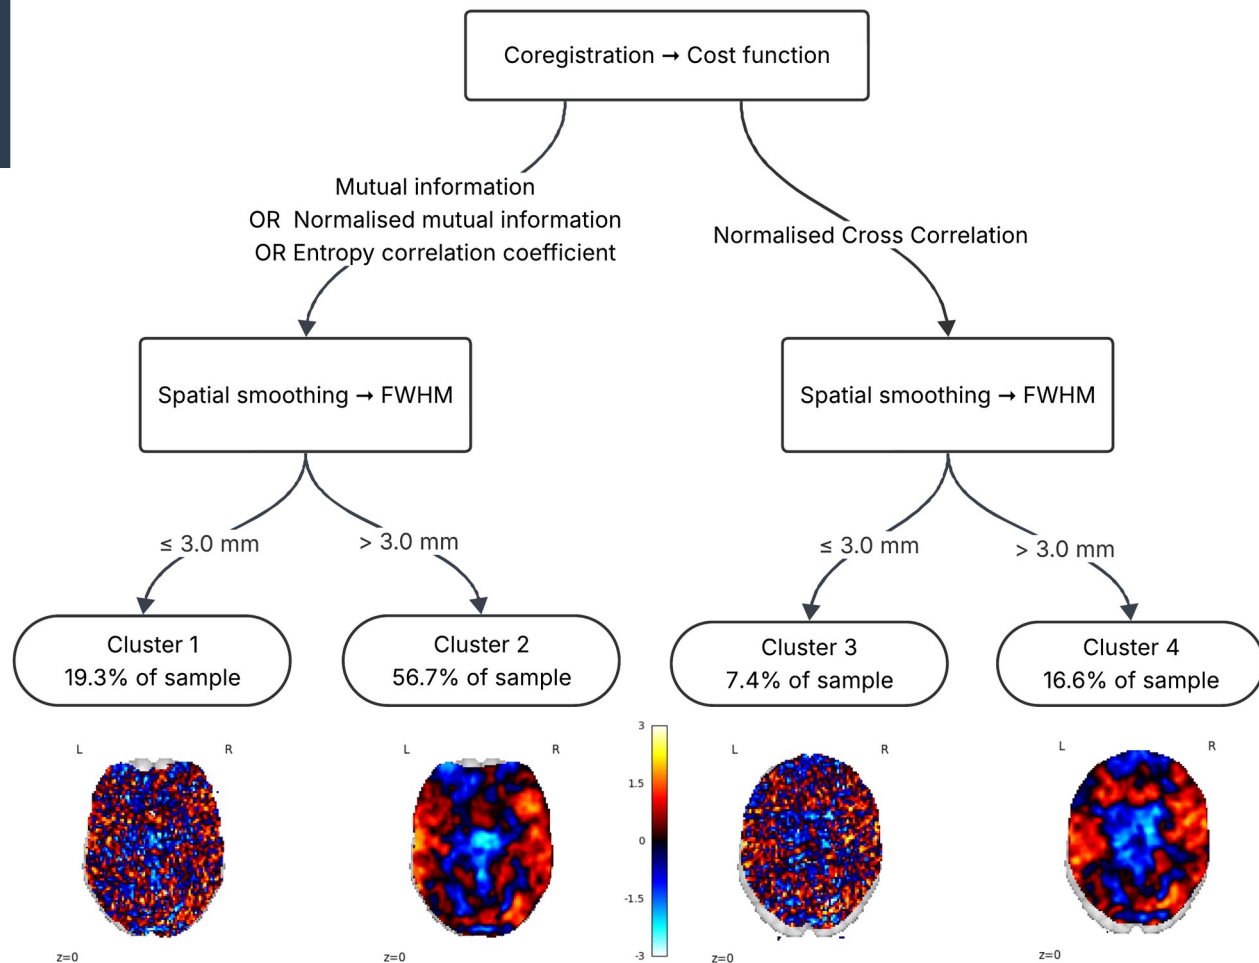 Coregistration → Cost function
Mutual information
OR Normalised mutual information
OR Entropy correlation coefficient
Normalised Cross Correlation
Spatial smoothing → FWHM
Spatial smoothing → FWHM
≤ 3.0 mm
> 3.0 mm
≤ 3.0 mm
> 3.0 mm
Cluster 1
19.3% of sample
Cluster 2
56.7% of sample
Cluster 3
7.4% of sample
Cluster 4
16.6% of sample
L
R
z=0
L
R
z=0
3
1.5
0
-1.5
-3
L
R
z=0
L
R
z=0